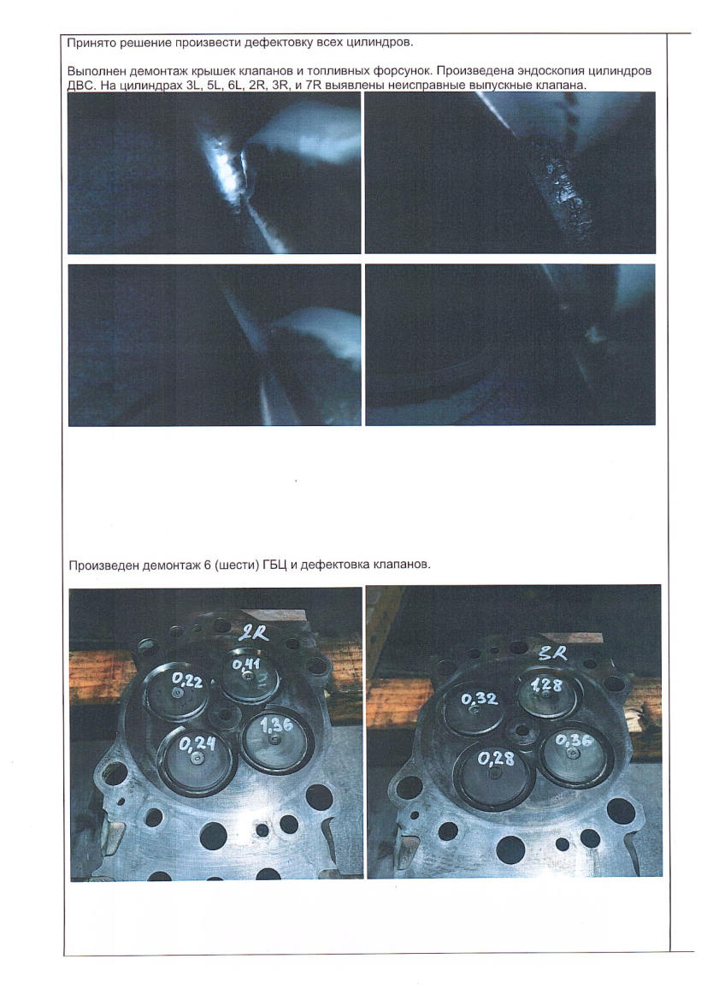 Принято решение произвести дефектовку всех цилиндров.
Выполнен демонтаж крышек клапанов и топливных форсунок. Произведена эндоскопия цилиндров
ДВС. На цилиндрах 3L, 5L, 6L, 2R, 3R, и 7R выявлены неисправные выпускные клапана.
Произведен демонтаж 6 (шести) ГБЦ и дефектовка клапанов.
2R
0,22
0,41
0,24
1,36
3R
0,32
1,28
0,28
0,36